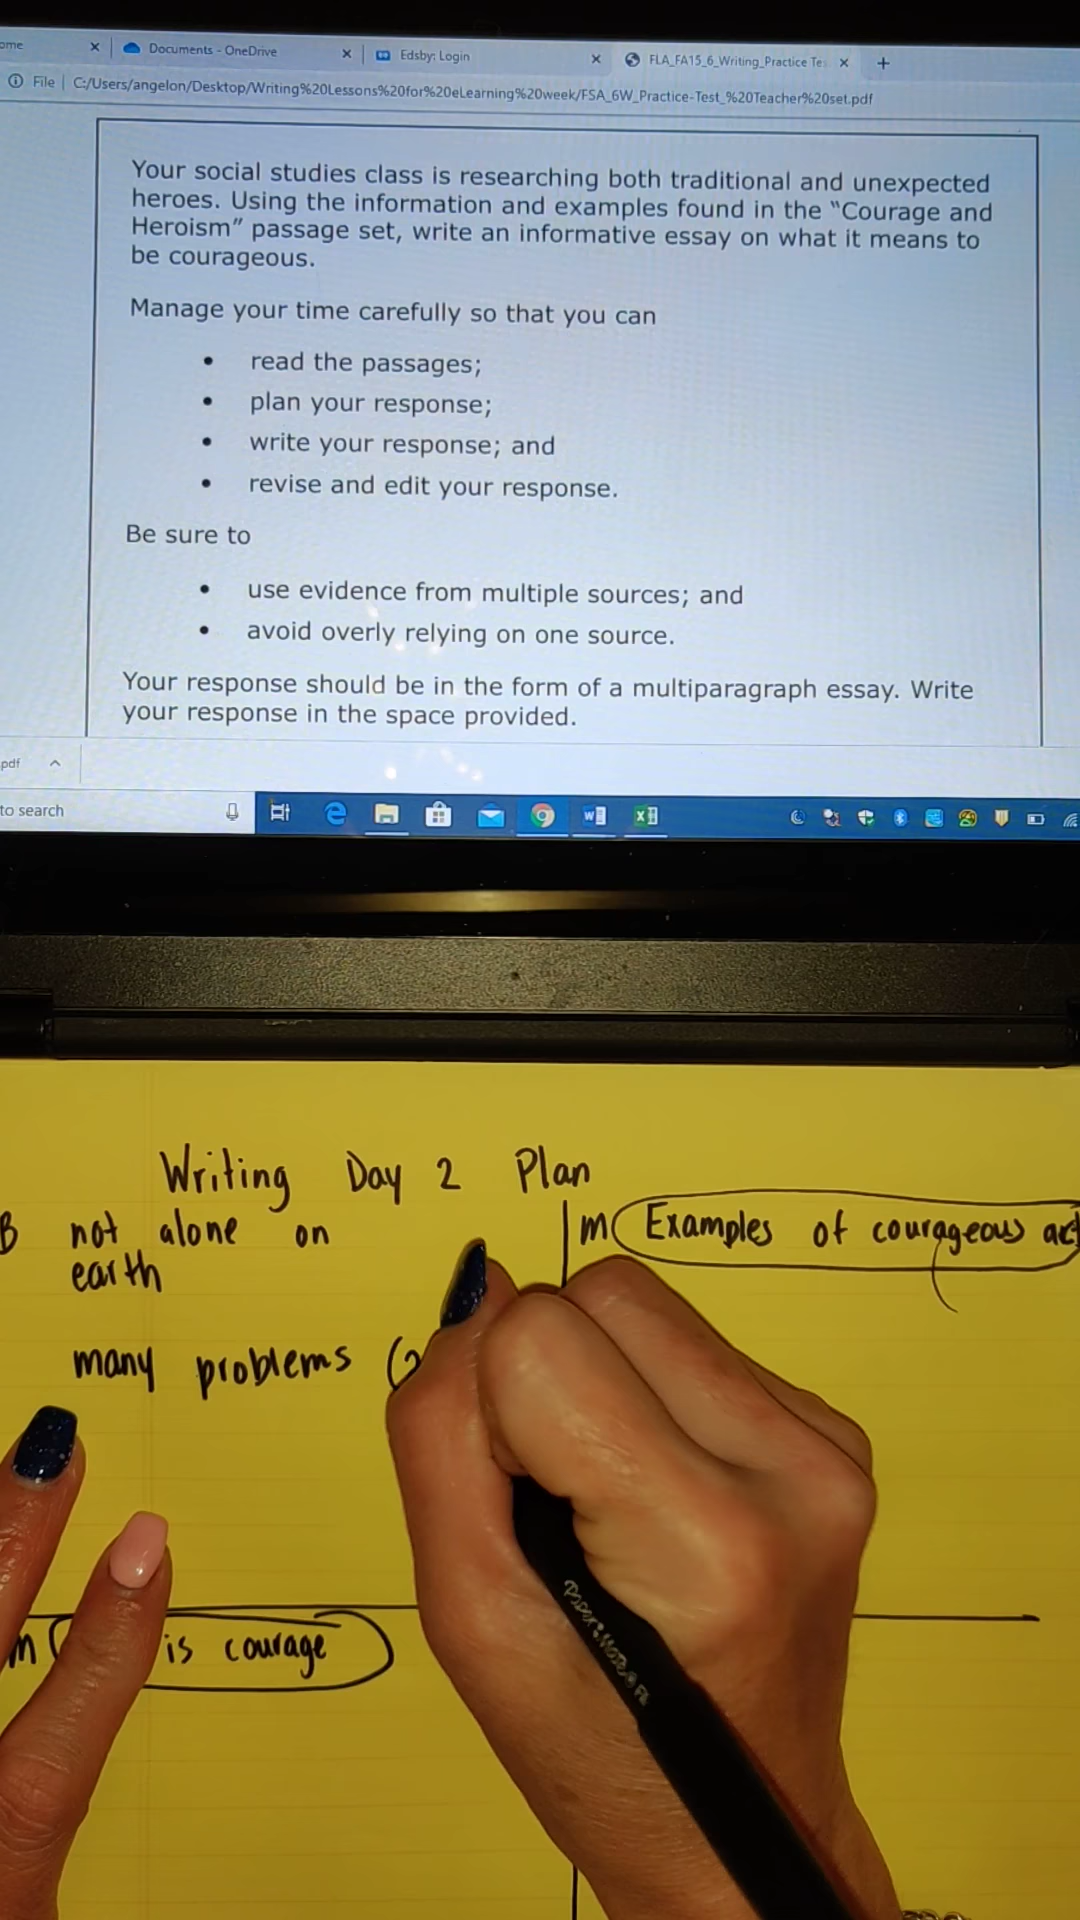 ome
Documents - OneDrive
Edsby: Login
FLA_FA15_6_Writing_Practice Te
File | C:/Users/angelon/Desktop/Writing%20Lessons%20for%20eLearning%20week/FSA_6W_Practice-Test_%20Teacher%20set.pdf
Your social studies class is researching both traditional and unexpected
heroes. Using the information and examples found in the "Courage and
Heroism" passage set, write an informative essay on what it means to
be courageous.
Manage your time carefully so that you can
• read the passages;
• plan your response;
• write your response; and
• revise and edit your response.
Be sure to
• use evidence from multiple sources; and
• avoid overly relying on one source.
Your response should be in the form of a multiparagraph essay. Write
your response in the space provided.
pdf
to search
Writing Day 2 Plan
B not alone on
earth
many problems (
m Examples of courageous act
m is courage
PaperMate